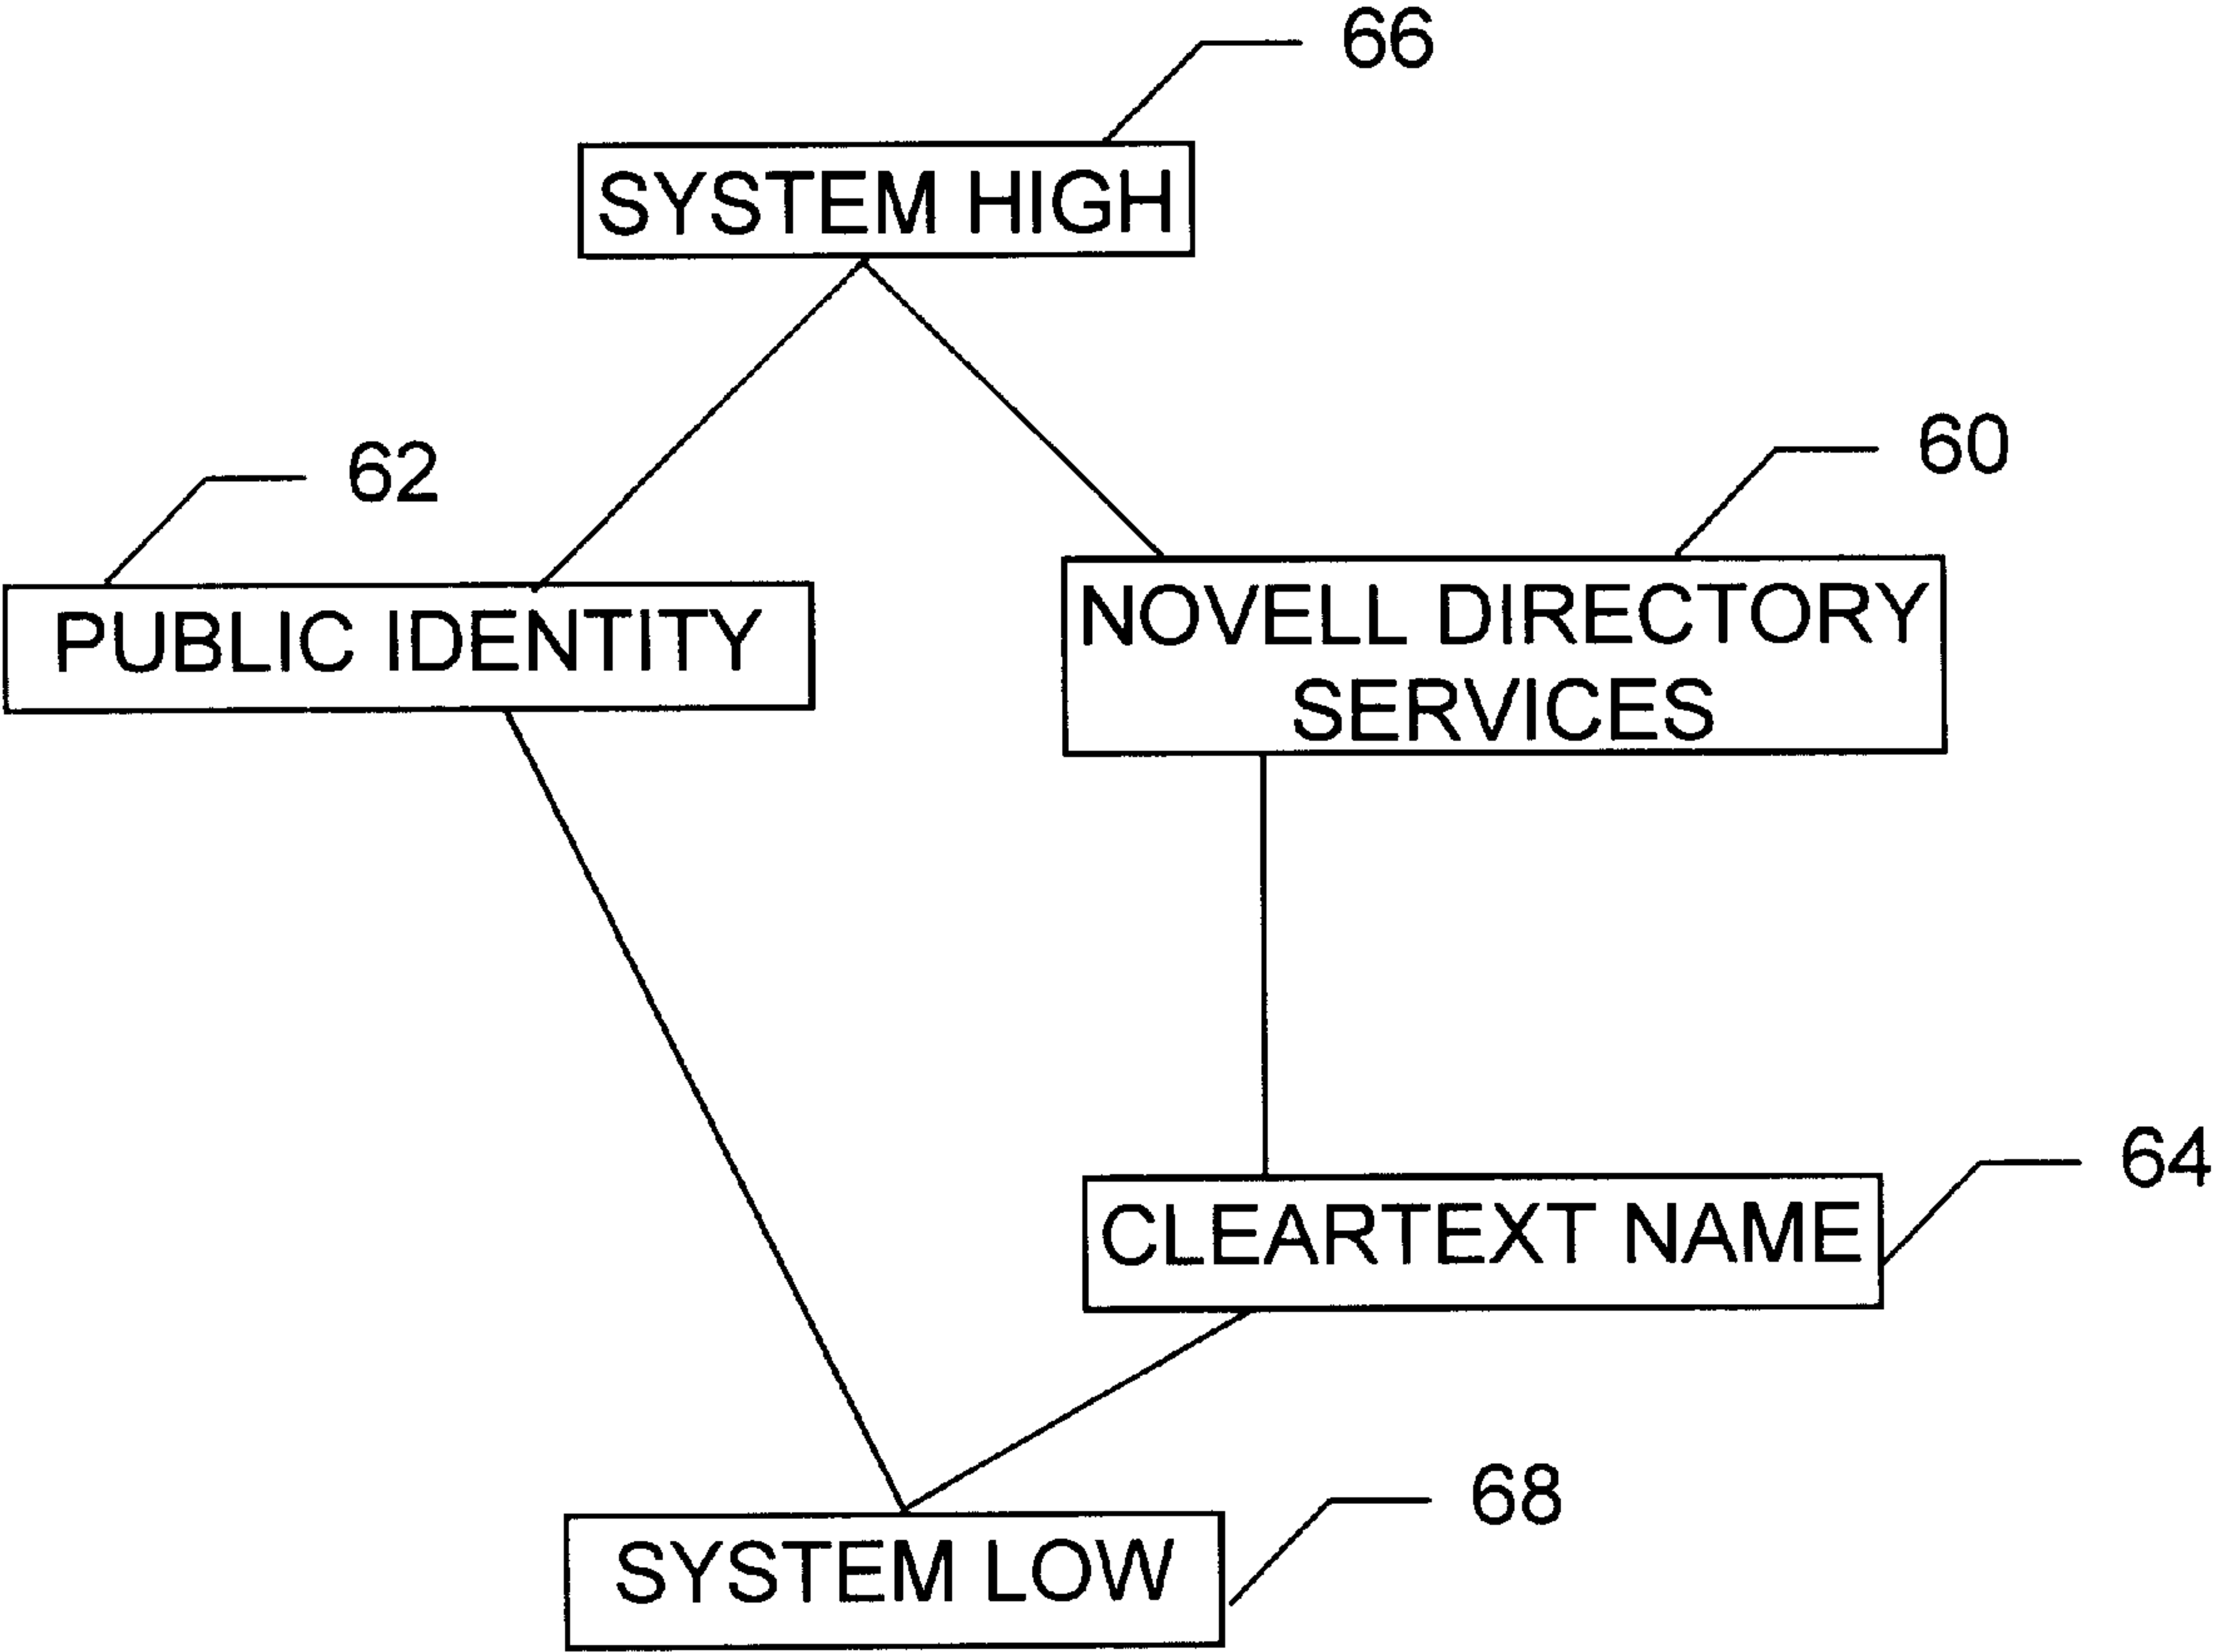 66
SYSTEM HIGH
62
60
PUBLIC IDENTITY
NOVELL DIRECTORY
SERVICES
64
CLEARTEXT NAME
68
SYSTEM LOW